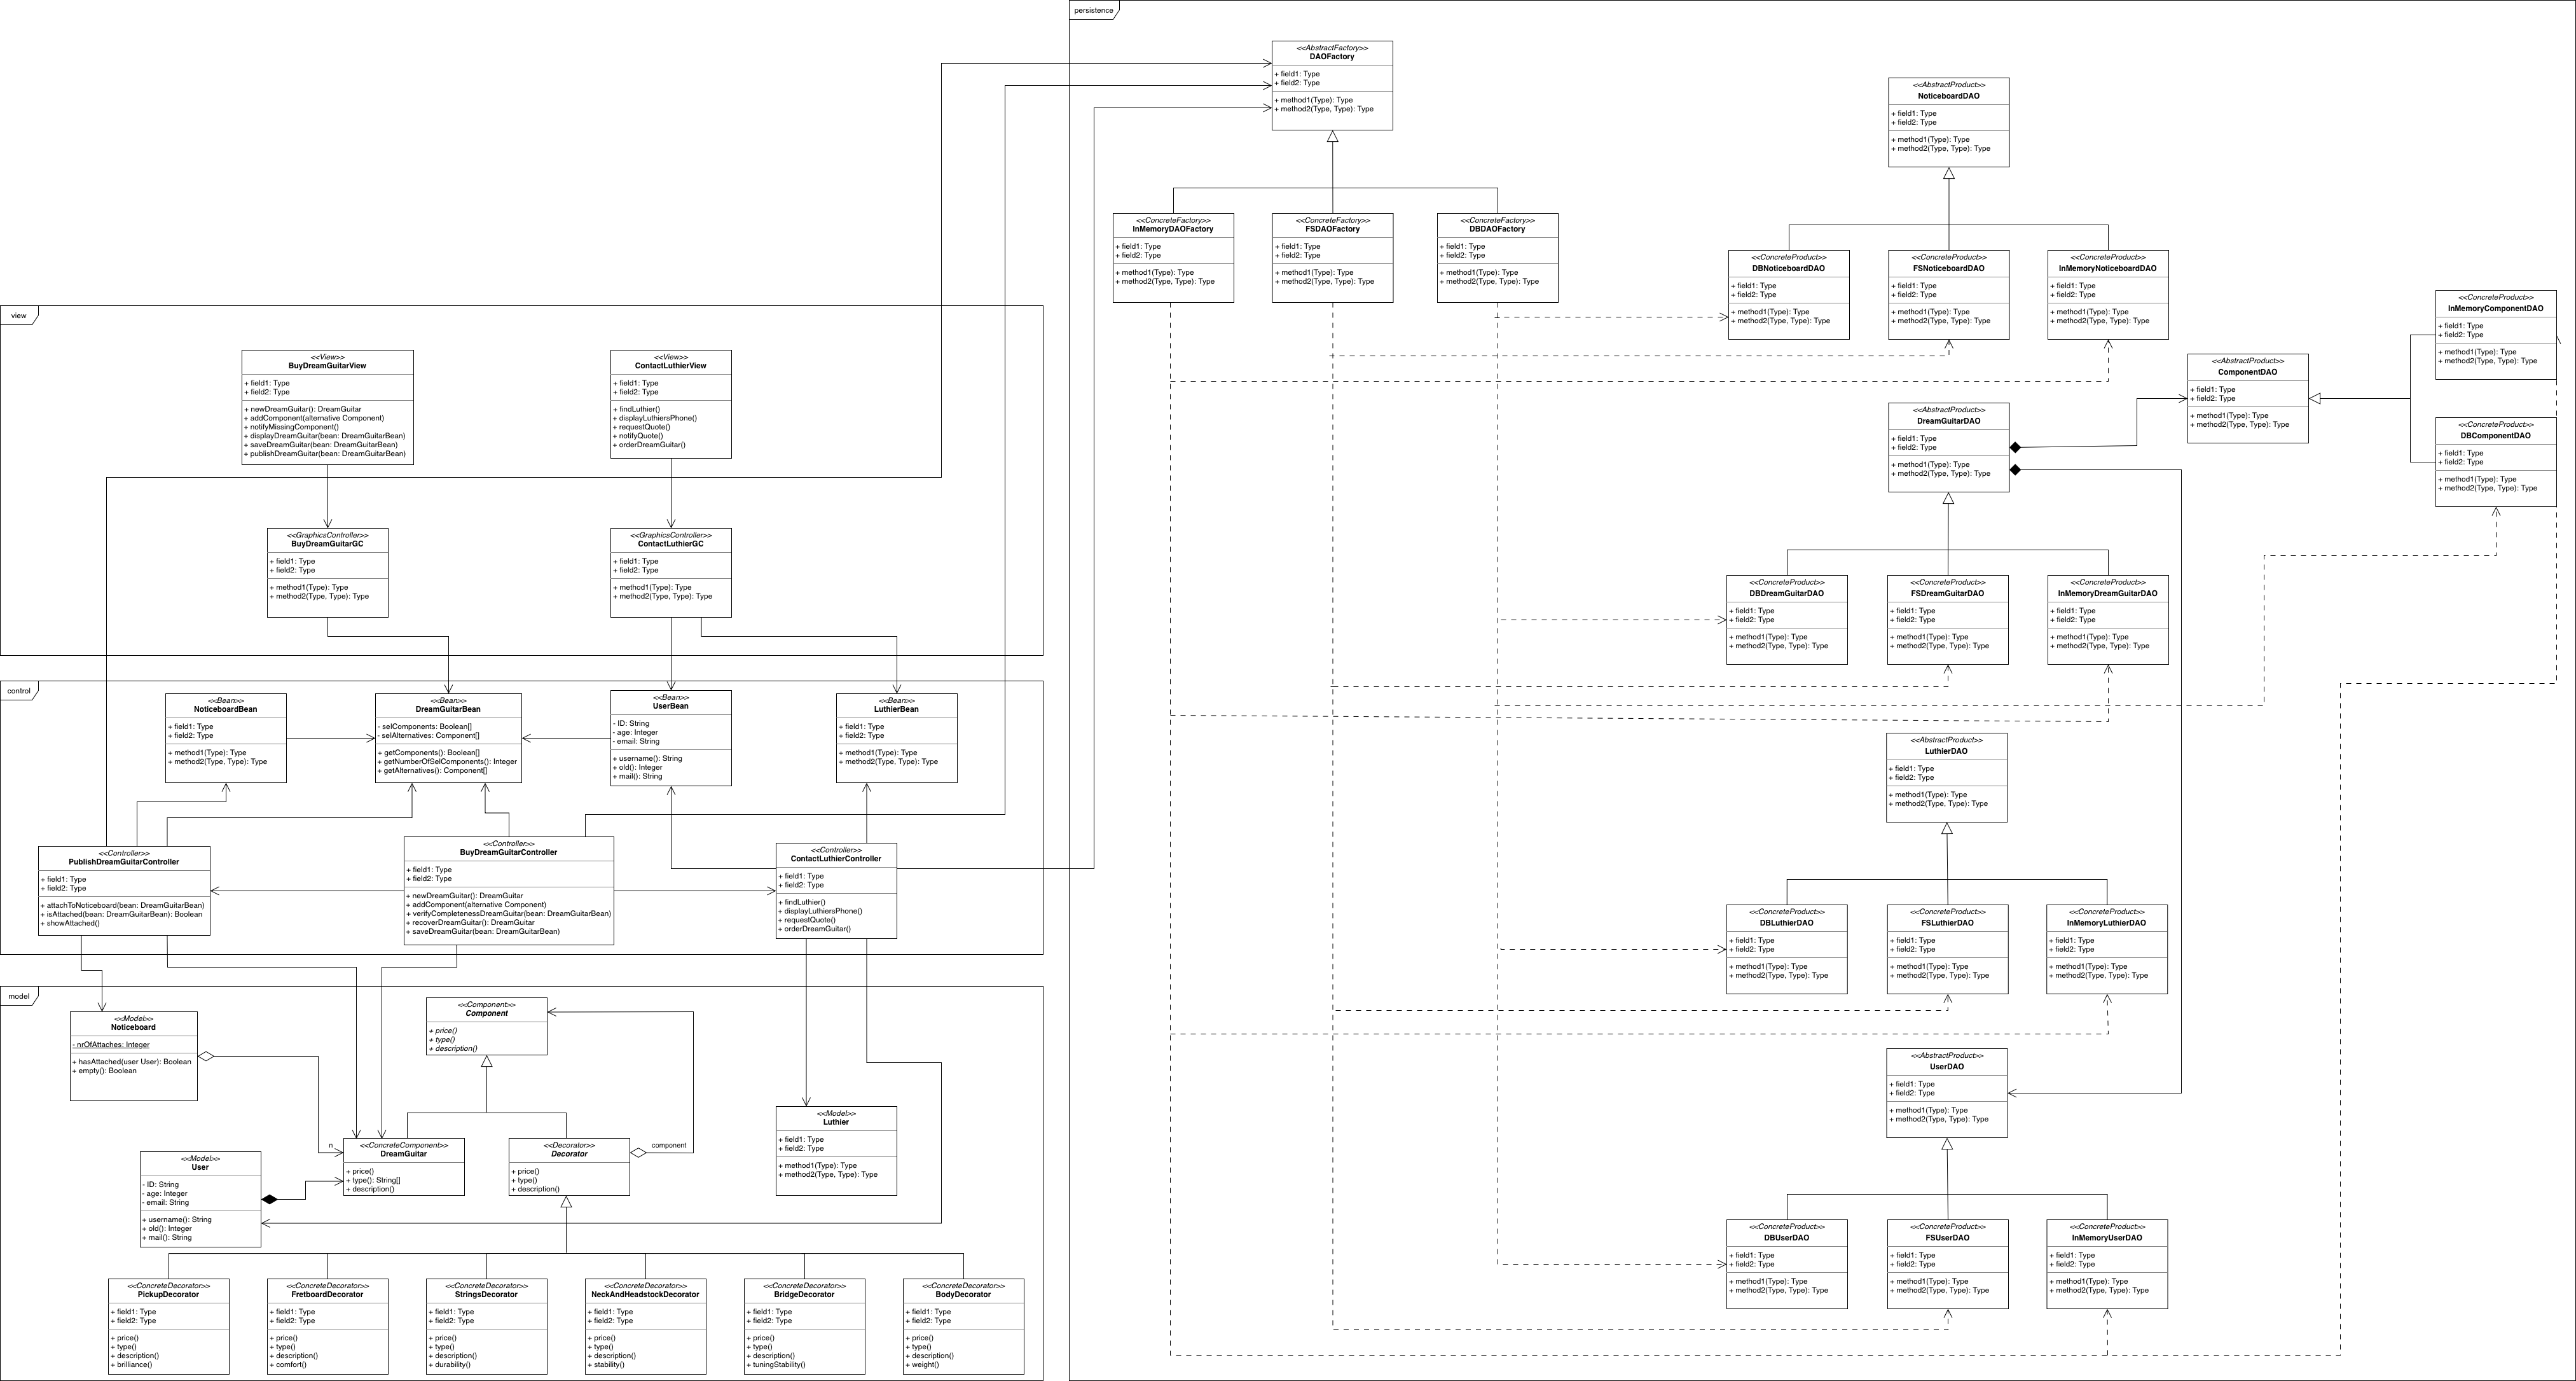 persistence
<<AbstractFactory>>
DAOFactory
+ field1: Type
+ field2: Type
+ method1(Type): Type
+ method2(Type, Type): Type
<<AbstractProduct>>
NoticeboardDAO
+ field1: Type
+ field2: Type
+ method1(Type): Type
+ method2(Type, Type): Type
<<ConcreteFactory>>
InMemoryDAOFactory
+ field1: Type
+ field2: Type
+ method1(Type): Type
+ method2(Type, Type): Type
<<ConcreteFactory>>
FSDAOFactory
+ field1: Type
+ field2: Type
+ method1(Type): Type
+ method2(Type, Type): Type
<<ConcreteFactory>>
DBDAOFactory
+ field1: Type
+ field2: Type
+ method1(Type): Type
+ method2(Type, Type): Type
<<ConcreteProduct>>
DBNoticeboardDAO
+ field1: Type
+ field2: Type
+ method1(Type): Type
+ method2(Type, Type): Type
<<ConcreteProduct>>
FSNoticeboardDAO
+ field1: Type
+ field2: Type
+ method1(Type): Type
+ method2(Type, Type): Type
<<ConcreteProduct>>
InMemoryNoticeboardDAO
+ field1: Type
+ field2: Type
+ method1(Type): Type
+ method2(Type, Type): Type
<<ConcreteProduct>>
InMemoryComponentDAO
+ field1: Type
+ field2: Type
+ method1(Type): Type
+ method2(Type, Type): Type
<<AbstractProduct>>
ComponentDAO
+ field1: Type
+ field2: Type
+ method1(Type): Type
+ method2(Type, Type): Type
<<ConcreteProduct>>
DBComponentDAO
+ field1: Type
+ field2: Type
+ method1(Type): Type
+ method2(Type, Type): Type
<<AbstractProduct>>
DreamGuitarDAO
+ field1: Type
+ field2: Type
+ method1(Type): Type
+ method2(Type, Type): Type
<<ConcreteProduct>>
DBDreamGuitarDAO
+ field1: Type
+ field2: Type
+ method1(Type): Type
+ method2(Type, Type): Type
<<ConcreteProduct>>
FSDreamGuitarDAO
+ field1: Type
+ field2: Type
+ method1(Type): Type
+ method2(Type, Type): Type
<<ConcreteProduct>>
InMemoryDreamGuitarDAO
+ field1: Type
+ field2: Type
+ method1(Type): Type
+ method2(Type, Type): Type
<<AbstractProduct>>
LuthierDAO
+ field1: Type
+ field2: Type
+ method1(Type): Type
+ method2(Type, Type): Type
<<ConcreteProduct>>
DBLuthierDAO
+ field1: Type
+ field2: Type
+ method1(Type): Type
+ method2(Type, Type): Type
<<ConcreteProduct>>
FSLuthierDAO
+ field1: Type
+ field2: Type
+ method1(Type): Type
+ method2(Type, Type): Type
<<ConcreteProduct>>
InMemoryLuthierDAO
+ field1: Type
+ field2: Type
+ method1(Type): Type
+ method2(Type, Type): Type
<<AbstractProduct>>
UserDAO
+ field1: Type
+ field2: Type
+ method1(Type): Type
+ method2(Type, Type): Type
<<ConcreteProduct>>
DBUserDAO
+ field1: Type
+ field2: Type
+ method1(Type): Type
+ method2(Type, Type): Type
<<ConcreteProduct>>
FSUserDAO
+ field1: Type
+ field2: Type
+ method1(Type): Type
+ method2(Type, Type): Type
<<ConcreteProduct>>
InMemoryUserDAO
+ field1: Type
+ field2: Type
+ method1(Type): Type
+ method2(Type, Type): Type
view
<<View>>
BuyDreamGuitarView
+ field1: Type
+ field2: Type
+ newDreamGuitar(): DreamGuitar
+ addComponent(alternative Component)
+ notifyMissingComponent()
+ displayDreamGuitar(bean: DreamGuitarBean)
+ saveDreamGuitar(bean: DreamGuitarBean)
+ publishDreamGuitar(bean: DreamGuitarBean)
<<View>>
ContactLuthierView
+ field1: Type
+ field2: Type
+ findLuthier()
+ displayLuthiersPhone()
+ requestQuote()
+ notifyQuote()
+ orderDreamGuitar()
<<GraphicsController>>
BuyDreamGuitarGC
+ field1: Type
+ field2: Type
+ method1(Type): Type
+ method2(Type, Type): Type
<<GraphicsController>>
ContactLuthierGC
+ field1: Type
+ field2: Type
+ method1(Type): Type
+ method2(Type, Type): Type
control
<<Bean>>
NoticeboardBean
+ field1: Type
+ field2: Type
+ method1(Type): Type
+ method2(Type, Type): Type
<<Bean>>
DreamGuitarBean
- selComponents: Boolean[]
- selAlternatives: Component[]
+ getComponents(): Boolean[]
+ getNumberOfSelComponents(): Integer
+ getAlternatives(): Component[]
<<Bean>>
UserBean
- ID: String
- age: Integer
- email: String
+ username(): String
+ old(): Integer
+ mail(): String
<<Bean>>
LuthierBean
+ field1: Type
+ field2: Type
+ method1(Type): Type
+ method2(Type, Type): Type
<<Controller>>
PublishDreamGuitarController
+ field1: Type
+ field2: Type
+ attachToNoticeboard(bean: DreamGuitarBean)
+ isAttached(bean: DreamGuitarBean): Boolean
+ showAttached()
<<Controller>>
BuyDreamGuitarController
+ field1: Type
+ field2: Type
+ newDreamGuitar(): DreamGuitar
+ addComponent(alternative Component)
+ verifyCompletenessDreamGuitar(bean: DreamGuitarBean)
+ recoverDreamGuitar(): DreamGuitar
+ saveDreamGuitar(bean: DreamGuitarBean)
<<Controller>>
ContactLuthierController
+ field1: Type
+ field2: Type
+ findLuthier()
+ displayLuthiersPhone()
+ requestQuote()
+ orderDreamGuitar()
model
<<Model>>
Noticeboard
- nrOfAttaches: Integer
+ hasAttached(user User): Boolean
+ empty(): Boolean
<<Component>>
Component
+ price()
+ type()
+ description()
<<Model>>
Luthier
+ field1: Type
+ field2: Type
+ method1(Type): Type
+ method2(Type, Type): Type
n
<<ConcreteComponent>>
DreamGuitar
+ price()
+ type(): String[]
+ description()
<<Decorator>>
Decorator
+ price()
+ type()
+ description()
component
<<Model>>
User
- ID: String
- age: Integer
- email: String
+ username(): String
+ old(): Integer
+ mail(): String
<<ConcreteDecorator>>
PickupDecorator
+ field1: Type
+ field2: Type
+ price()
+ type()
+ description()
+ brilliance()
<<ConcreteDecorator>>
FretboardDecorator
+ field1: Type
+ field2: Type
+ price()
+ type()
+ description()
+ comfort()
<<ConcreteDecorator>>
StringsDecorator
+ field1: Type
+ field2: Type
+ price()
+ type()
+ description()
+ durability()
<<ConcreteDecorator>>
NeckAndHeadstockDecorator
+ field1: Type
+ field2: Type
+ price()
+ type()
+ description()
+ stability()
<<ConcreteDecorator>>
BridgeDecorator
+ field1: Type
+ field2: Type
+ price()
+ type()
+ description()
+ tuningStability()
<<ConcreteDecorator>>
BodyDecorator
+ field1: Type
+ field2: Type
+ price()
+ type()
+ description()
+ weight()